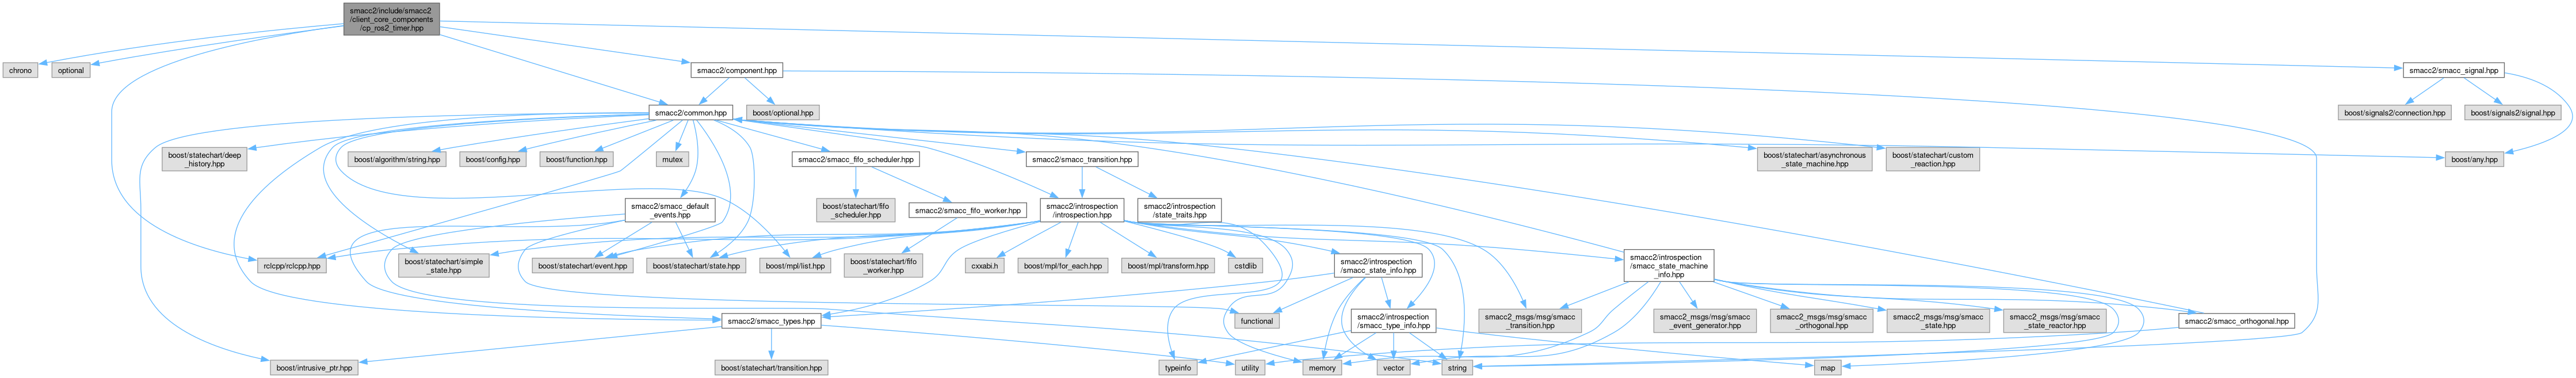 smacc2/include/smacc2
/client_core_components
/cp_ros2_timer.hpp
chrono
optional
smacc2/component.hpp
smacc2/smacc_signal.hpp
smacc2/common.hpp
boost/optional.hpp
boost/signals2/connection.hpp
boost/signals2/signal.hpp
boost/statechart/deep
_history.hpp
boost/algorithm/string.hpp
boost/config.hpp
boost/function.hpp
mutex
smacc2/smacc_fifo_scheduler.hpp
smacc2/smacc_transition.hpp
boost/statechart/asynchronous
_state_machine.hpp
boost/statechart/custom
_reaction.hpp
boost/any.hpp
smacc2/smacc_default
_events.hpp
boost/statechart/fifo
_scheduler.hpp
smacc2/smacc_fifo_worker.hpp
smacc2/introspection
/introspection.hpp
smacc2/introspection
/state_traits.hpp
rclcpp/rclcpp.hpp
boost/statechart/simple
_state.hpp
boost/statechart/event.hpp
boost/statechart/state.hpp
boost/mpl/list.hpp
boost/statechart/fifo
_worker.hpp
cxxabi.h
boost/mpl/for_each.hpp
boost/mpl/transform.hpp
cstdlib
smacc2/introspection
/smacc_state_info.hpp
smacc2/introspection
/smacc_state_machine
_info.hpp
smacc2/smacc_types.hpp
functional
smacc2/introspection
/smacc_type_info.hpp
smacc2_msgs/msg/smacc
_transition.hpp
smacc2_msgs/msg/smacc
_event_generator.hpp
smacc2_msgs/msg/smacc
_orthogonal.hpp
smacc2_msgs/msg/smacc
_state.hpp
smacc2_msgs/msg/smacc
_state_reactor.hpp
smacc2/smacc_orthogonal.hpp
boost/intrusive_ptr.hpp
boost/statechart/transition.hpp
typeinfo
utility
memory
vector
string
map